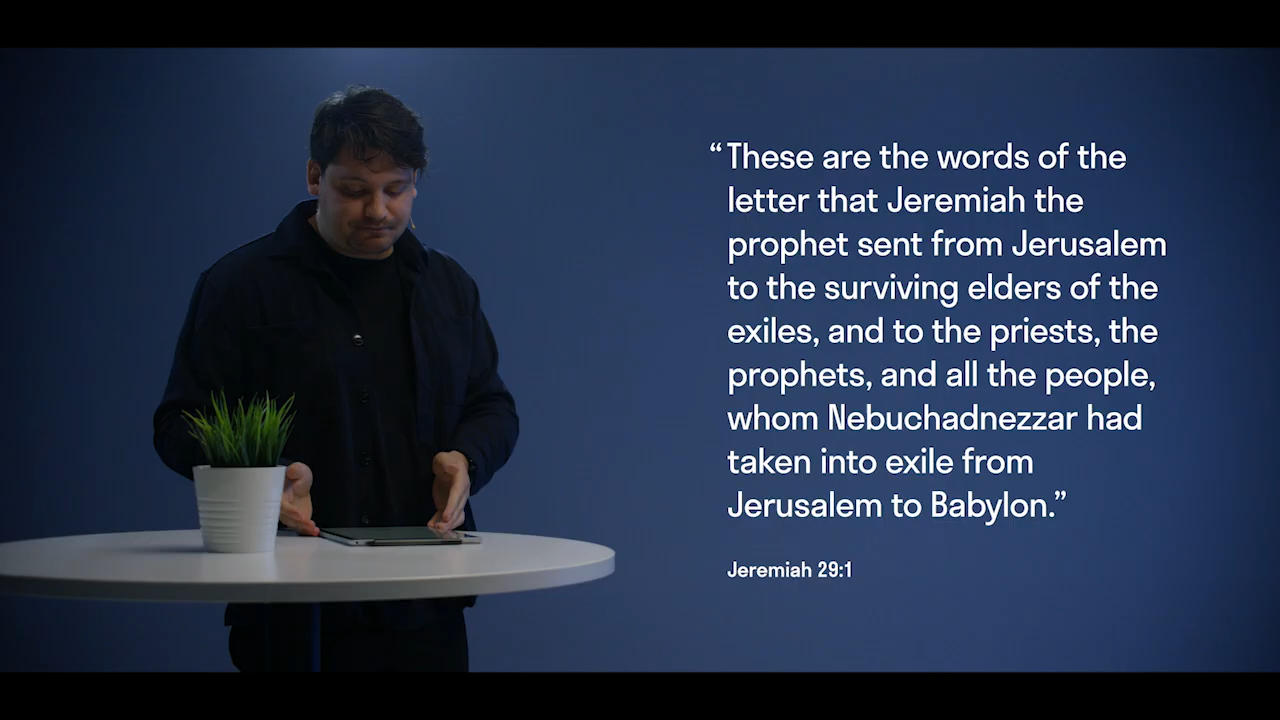 “These are the words of the
letter that Jeremiah the
prophet sent from Jerusalem
to the surviving elders of the
exiles, and to the priests, the
prophets, and all the people,
whom Nebuchadnezzar had
taken into exile from
Jerusalem to Babylon.”
Jeremiah 29:1